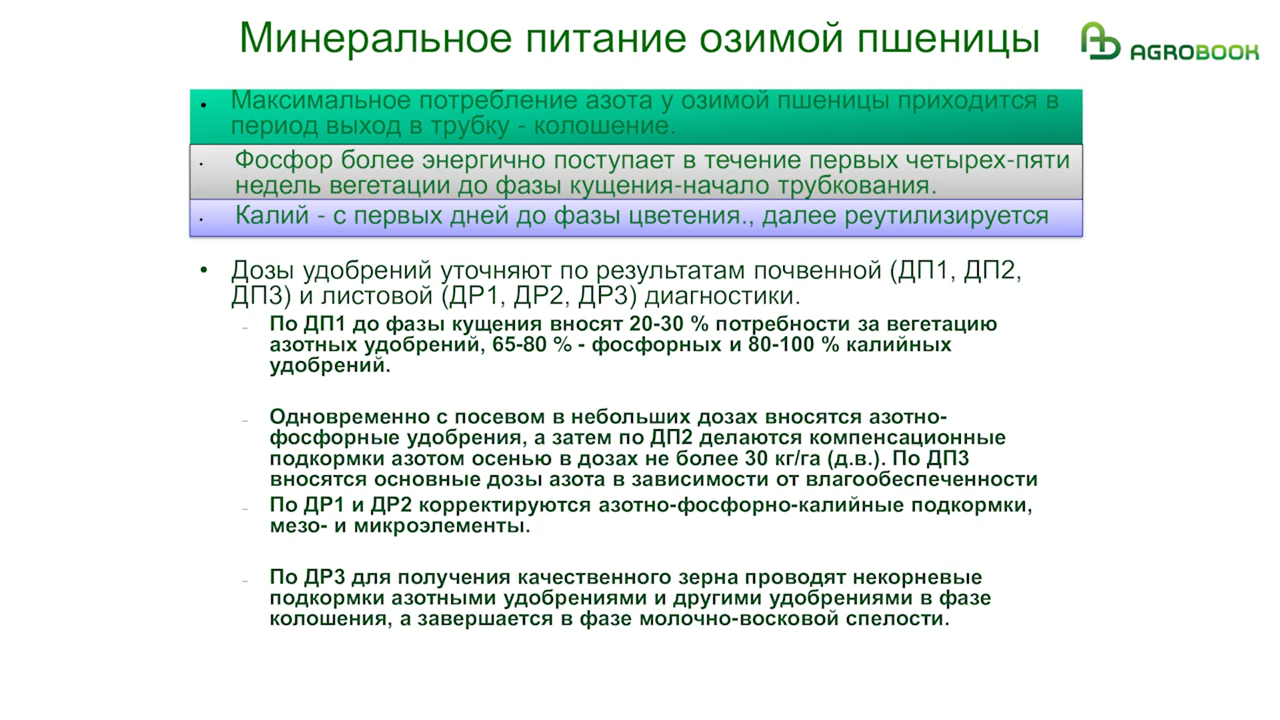 Минеральное питание озимой пшеницы
AGROBOOK
• Максимальное потребление азота у озимой пшеницы приходится в
период выход в трубку - колошение.
• Фосфор более энергично поступает в течение первых четырех-пяти
недель вегетации до фазы кущения-начало трубкования.
• Калий - с первых дней до фазы цветения., далее реутилизируется
• Дозы удобрений уточняют по результатам почвенной (ДП1, ДП2,
ДП3) и листовой (ДР1, ДР2, ДР3) диагностики.
– По ДП1 до фазы кущения вносят 20-30 % потребности за вегетацию
азотных удобрений, 65-80 % - фосфорных и 80-100 % калийных
удобрений.
– Одновременно с посевом в небольших дозах вносятся азотно-
фосфорные удобрения, а затем по ДП2 делаются компенсационные
подкормки азотом осенью в дозах не более 30 кг/га (д.в.). По ДП3
вносятся основные дозы азота в зависимости от влагообеспеченности
– По ДР1 и ДР2 корректируются азотно-фосфорно-калийные подкормки,
мезо- и микроэлементы.
– По ДР3 для получения качественного зерна проводят некорневые
подкормки азотными удобрениями и другими удобрениями в фазе
колошения, а завершается в фазе молочно-восковой спелости.